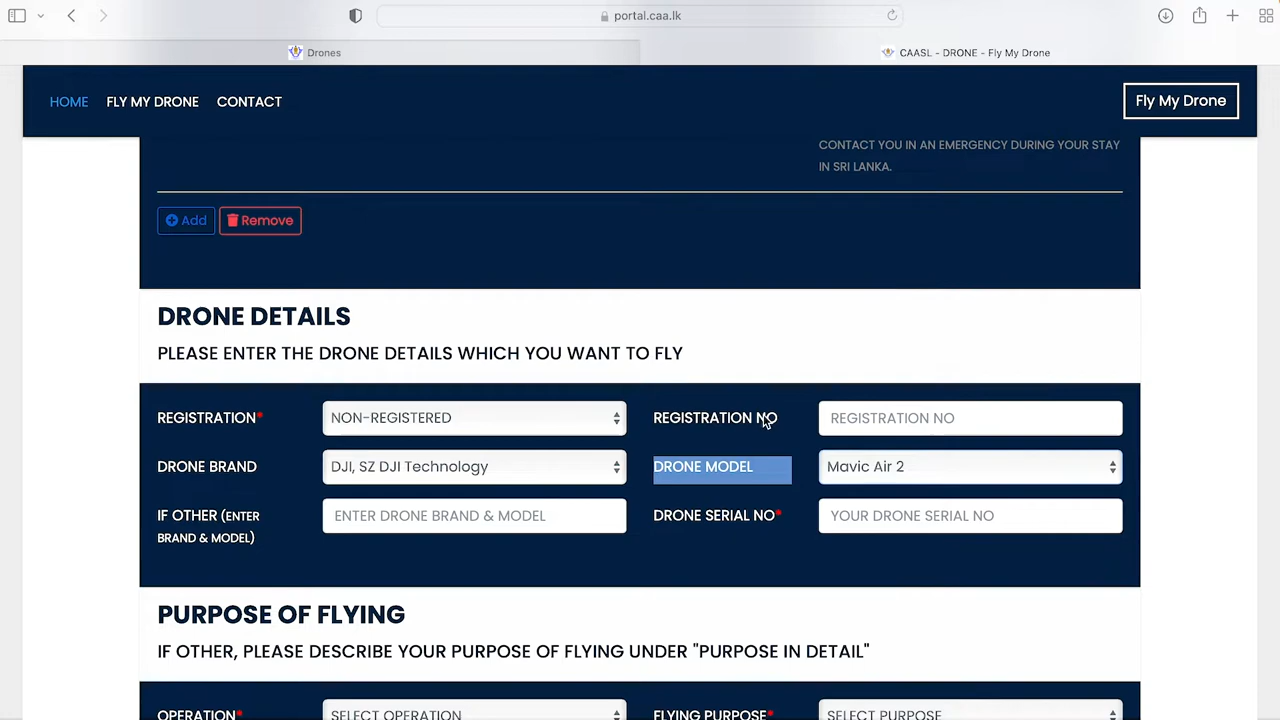 portal.caa.lk
Drones
CAASL - DRONE - Fly My Drone
HOME FLY MY DRONE CONTACT
Fly My Drone
CONTACT YOU IN AN EMERGENCY DURING YOUR STAY
IN SRI LANKA.
Add Remove
DRONE DETAILS
PLEASE ENTER THE DRONE DETAILS WHICH YOU WANT TO FLY
REGISTRATION* NON-REGISTERED REGISTRATION NO REGISTRATION NO
DRONE BRAND DJI, SZ DJI Technology DRONE MODEL Mavic Air 2
IF OTHER (ENTER BRAND & MODEL) ENTER DRONE BRAND & MODEL DRONE SERIAL NO* YOUR DRONE SERIAL NO
PURPOSE OF FLYING
IF OTHER, PLEASE DESCRIBE YOUR PURPOSE OF FLYING UNDER "PURPOSE IN DETAIL"
OPERATION* SELECT OPERATION FLYING PURPOSE* SELECT PURPOSE